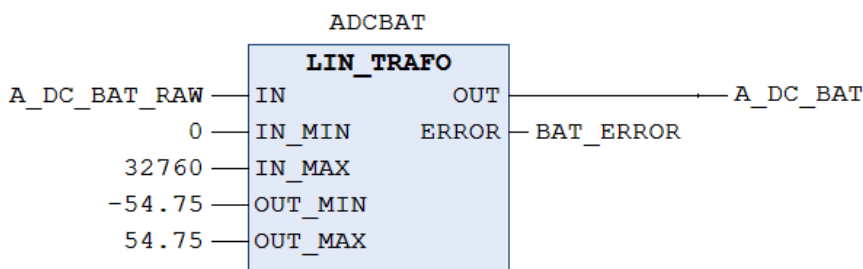 ADCBAT
LIN_TRAFO
A_DC_BAT_RAW IN OUT A_DC_BAT
0 IN_MIN ERROR BAT_ERROR
32760 IN_MAX
-54.75 OUT_MIN
54.75 OUT_MAX